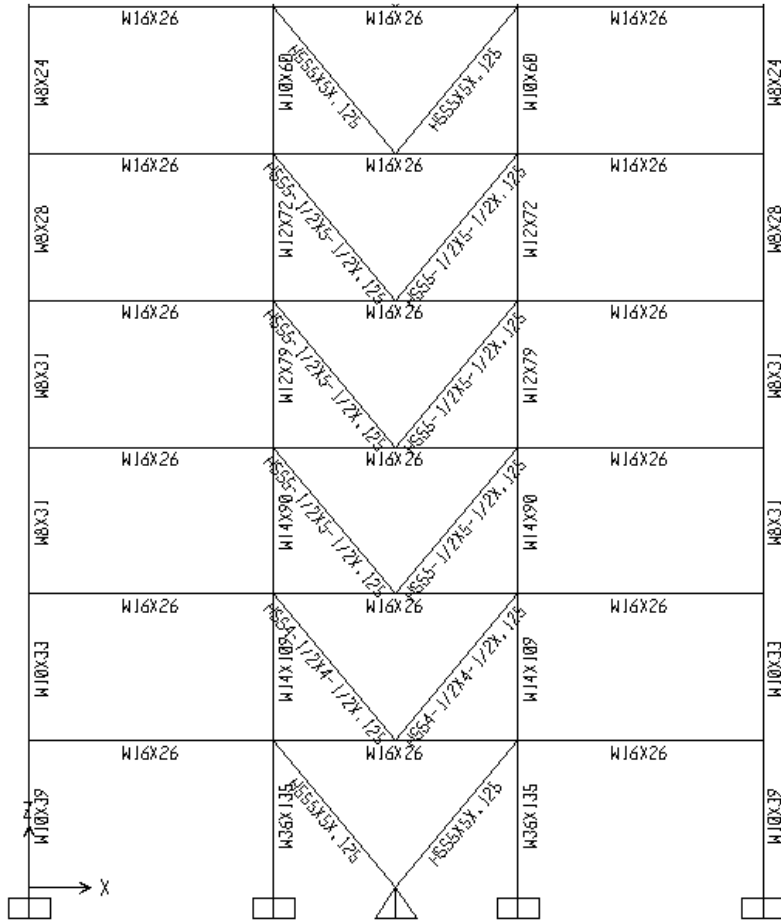 W16X26 W16X26 W16X26
W8X24 HSS5X5X.125 W10X60 HSS5X5X.125 W10X60 W8X24
W16X26 W16X26 W16X26
W8X28 HSS5-1/2X5-1/2X.125 W12X72 HSS5-1/2X5-1/2X.125 W12X72 W8X28
W16X26 W16X26 W16X26
W8X31 HSS5-1/2X5-1/2X.125 W12X79 HSS5-1/2X5-1/2X.125 W12X79 W8X31
W16X26 W16X26 W16X26
W8X31 HSS5-1/2X5-1/2X.125 W14X90 HSS5-1/2X5-1/2X.125 W14X90 W8X31
W16X26 W16X26 W16X26
W10X33 HSS4-1/2X4-1/2X.125 W14X109 HSS4-1/2X4-1/2X.125 W14X109 W10X33
W16X26 W16X26 W16X26
W10X39 HSS5X5X.125 W36X135 HSS5X5X.125 W36X135 W10X39
Z
X